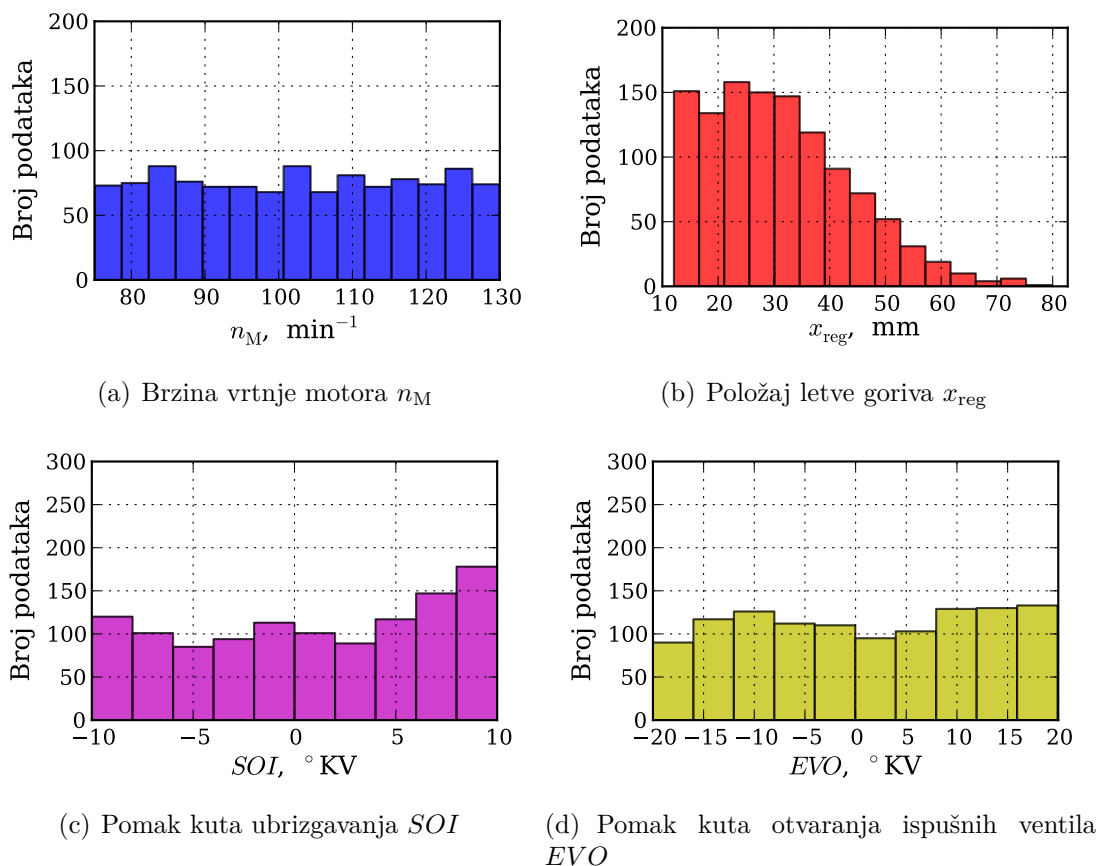 200
150
100
50
0
Broj podataka
80 90 100 110 120 130
n_M, min⁻¹
(a) Brzina vrtnje motora n_M
200
150
100
50
0
Broj podataka
10 20 30 40 50 60 70 80
x_reg, mm
(b) Položaj letve goriva x_reg
300
250
200
150
100
50
0
Broj podataka
−10 −5 0 5 10
SOI, °KV
(c) Pomak kuta ubrizgavanja SOI
300
250
200
150
100
50
0
Broj podataka
−20 −15 −10 −5 0 5 10 15 20
EVO, °KV
(d) Pomak kuta otvaranja ispušnih ventila
EVO